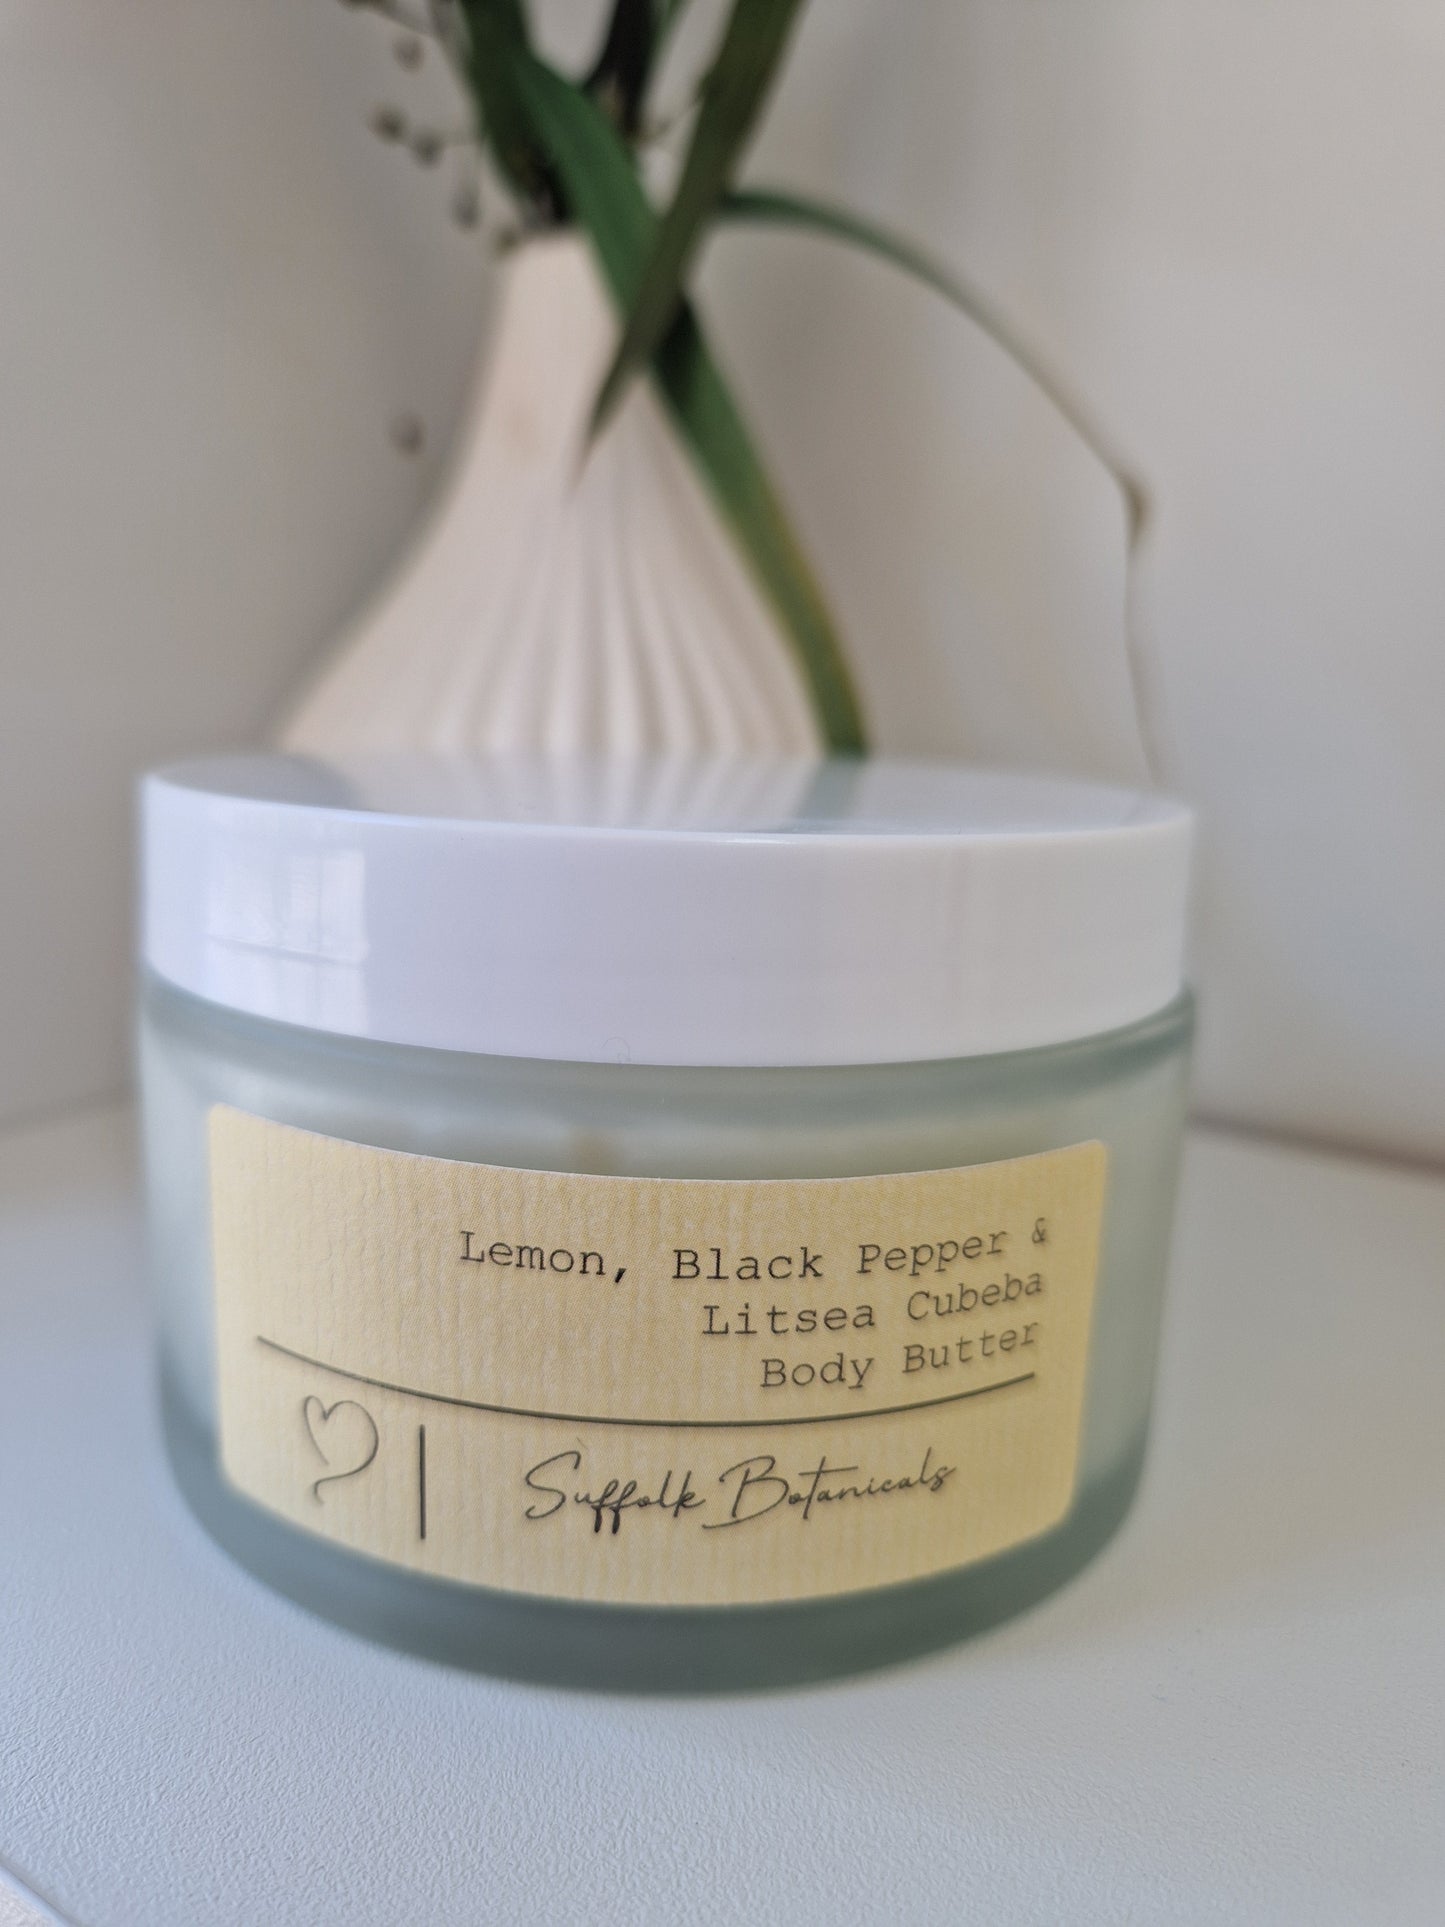 Lemon, Black Pepper &
Litsea Cubeba
Body Butter
Suffolk Botanicals